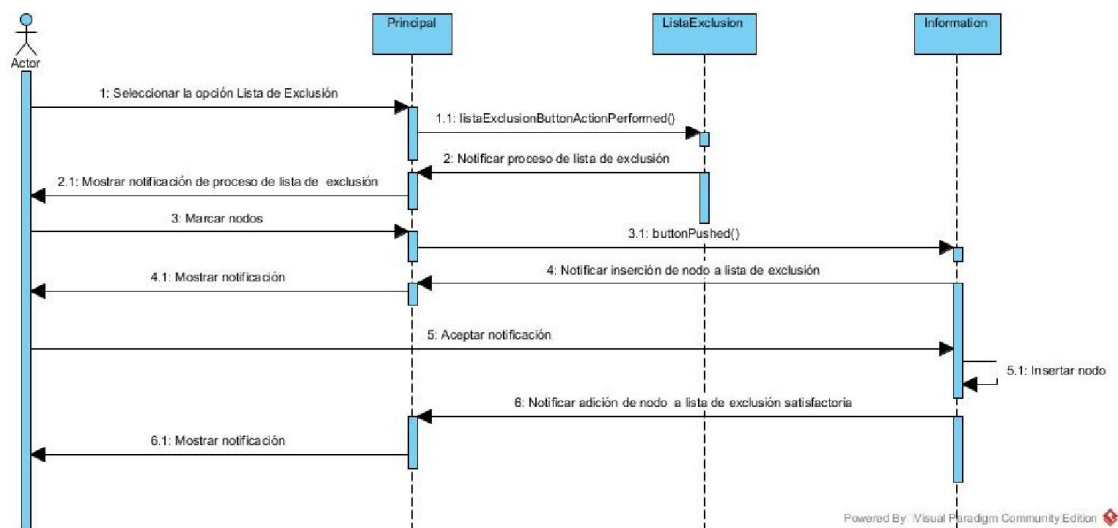 Principal
ListaExclusion
Information
Actor
1: Seleccionar la opción Lista de Exclusión
1.1: listaExclusionButtonActionPerformed()
2: Notificar proceso de lista de exclusión
2.1: Mostrar notificación de proceso de lista de exclusión
3: Marcar nodos
3.1: buttonPushed()
4: Notificar inserción de nodo a lista de exclusión
4.1: Mostrar notificación
5: Aceptar notificación
5.1: Insertar nodo
6: Notificar adición de nodo a lista de exclusión satisfactoria
6.1: Mostrar notificación
Powered By Visual Paradigm Community Edition